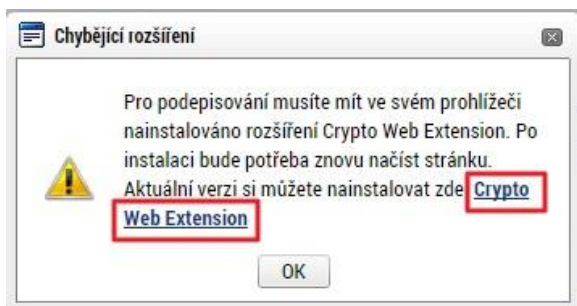 Chybějící rozšíření
Pro podepisování musíte mít ve svém prohlížeči
nainstalováno rozšíření Crypto Web Extension. Po
instalaci bude potřeba znovu načíst stránku.
Aktuální verzi si můžete nainstalovat zde Crypto
Web Extension
OK